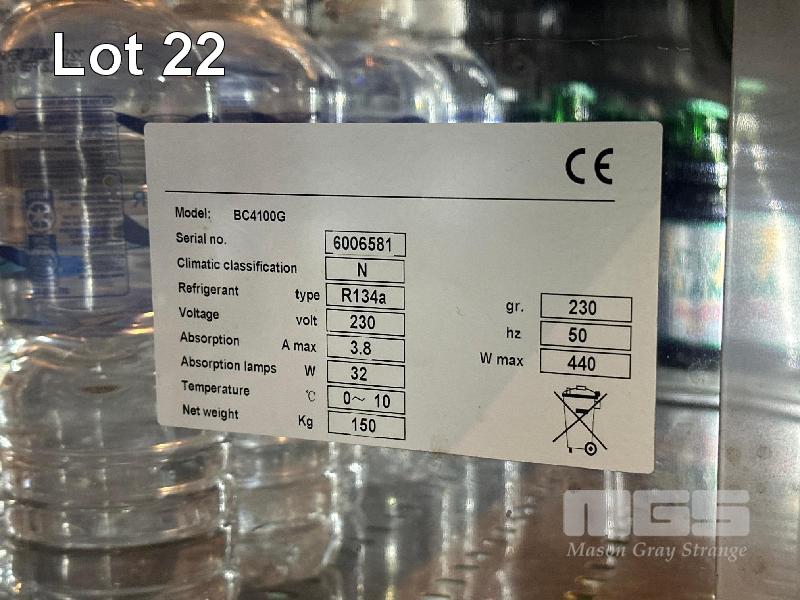 Lot 22
CE
Model: BC4100G
Serial no. 6006581
Climatic classification N
Refrigerant type R134a gr. 230
Voltage volt 230 hz 50
Absorption A max 3.8 W max 440
Absorption lamps W 32
Temperature °C 0~ 10
Net weight Kg 150
MGS
Mason Gray Strange